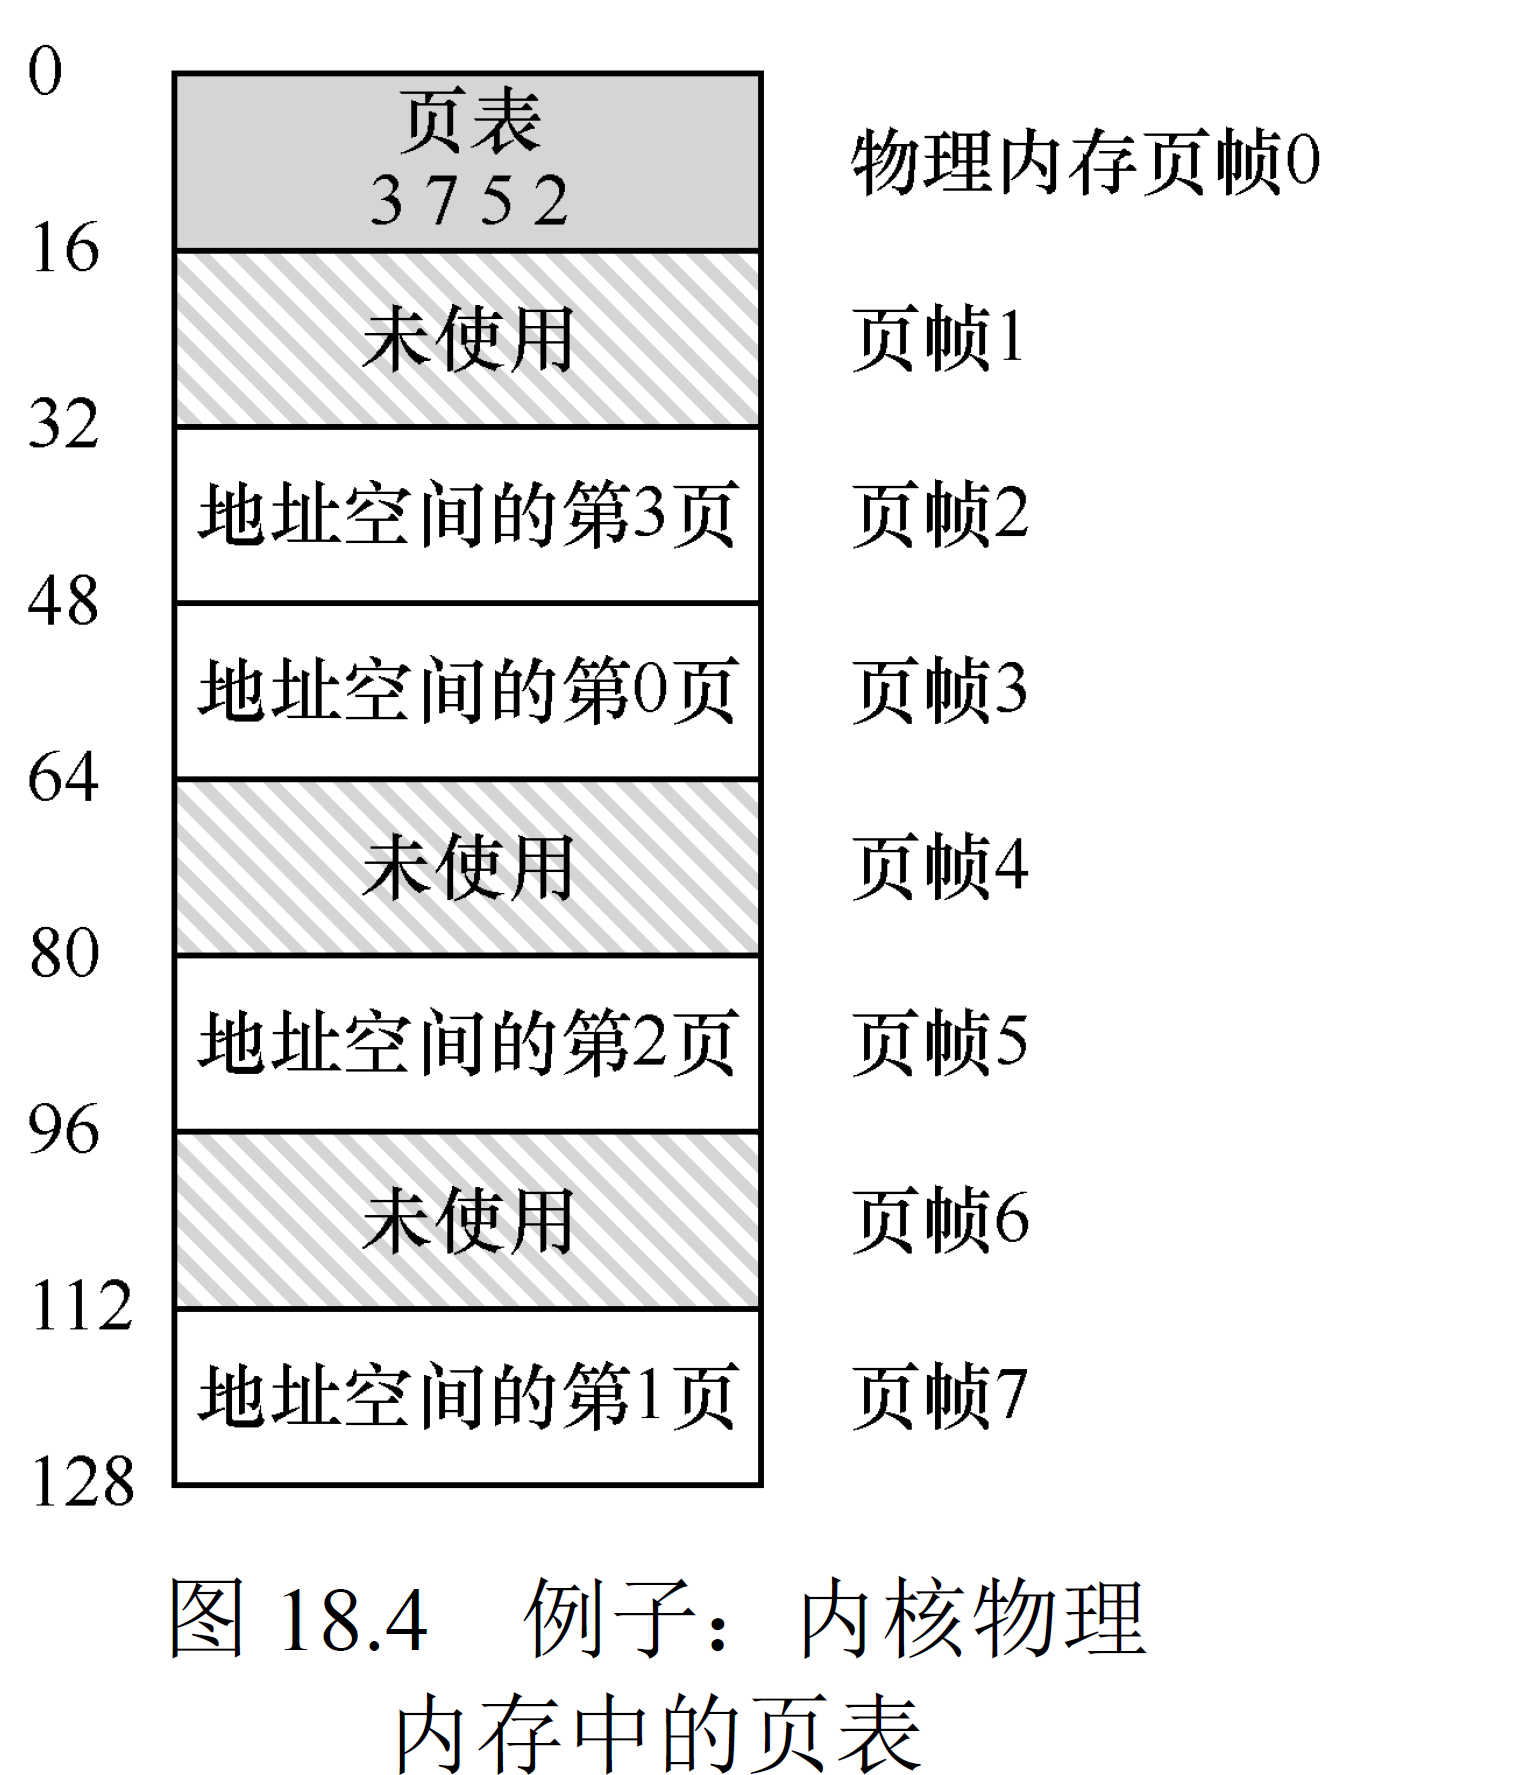 0
页表
3 7 5 2
物理内存页帧0
16
未使用
页帧1
32
地址空间的第3页
页帧2
48
地址空间的第0页
页帧3
64
未使用
页帧4
80
地址空间的第2页
页帧5
96
未使用
页帧6
112
地址空间的第1页
页帧7
128
图 18.4 例子：内核物理
内存中的页表